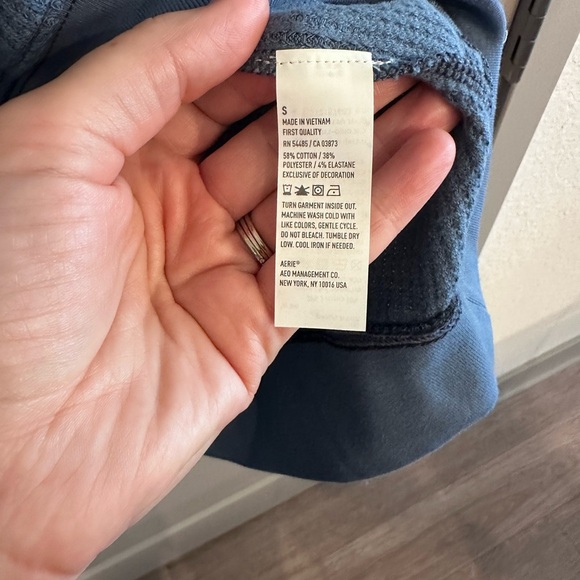 S
MADE IN VIETNAM
FIRST QUALITY
RN 54485 / CA 03873
58% COTTON / 38%
POLYESTER / 4% ELASTANE
EXCLUSIVE OF DECORATION
TURN GARMENT INSIDE OUT.
MACHINE WASH COLD WITH
LIKE COLORS, GENTLE CYCLE.
DO NOT BLEACH. TUMBLE DRY
LOW. COOL IRON IF NEEDED.
AERIE®
AEO MANAGEMENT CO.
NEW YORK, NY 10016 USA